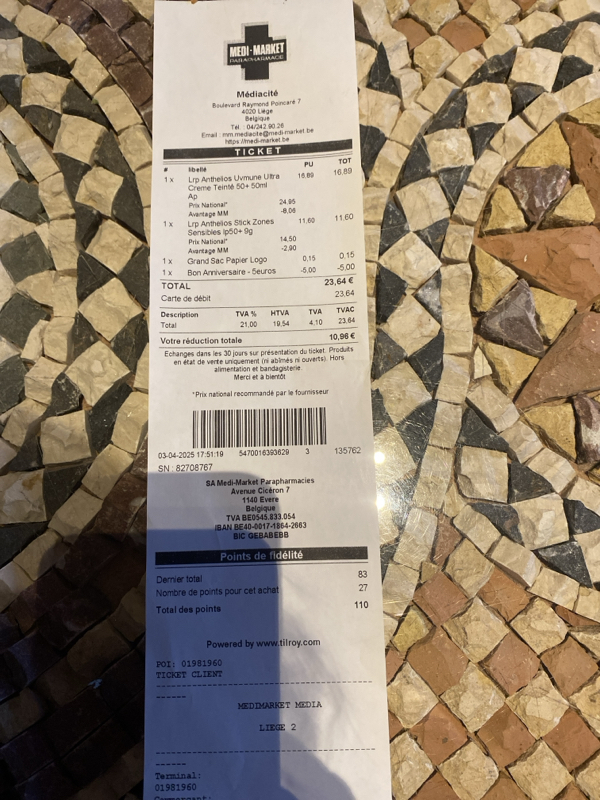 MEDI-MARKET
PARAPHARMACIE
Médiacité
Boulevard Raymond Poincaré 7
4020 Liège
Belgique
Tél : 04/242.90.26
Email : mm.mediacite@medi-market.be
https://medi-market.be
TICKET
# libellé PU TOT
1 x Lrp Anthelios Uvmune Ultra 16,89 16,89
Creme Teinté 50+ 50ml
Ap
Prix National* 24,95
Avantage MM -8,06
1 x Lrp Anthelios Stick Zones 11,60 11,60
Sensibles Ip50+ 9g
Prix National* 14,50
Avantage MM -2,90
1 x Grand Sac Papier Logo 0,15 0,15
1 x Bon Anniversaire - 5euros -5,00 -5,00
TOTAL 23,64 €
Carte de débit 23,64
Description TVA % HTVA TVA TVAC
Total 21,00 19,54 4,10 23,64
Votre réduction totale 10,96 €
Echanges dans les 30 jours sur présentation du ticket. Produits
en état de vente uniquement (ni abîmés ni ouverts). Hors
alimentation et bandagisterie.
Merci et à bientôt
*Prix national recommandé par le fournisseur
03-04-2025 17:51:19 5470016393629 3 135762
SN : 82708767
SA Medi-Market Parapharmacies
Avenue Cicéron 7
1140 Evere
Belgique
TVA BE0545.833.054
IBAN BE40-0017-1864-2663
BIC GEBABEBB
Points de fidélité
Dernier total 83
Nombre de points pour cet achat 27
Total des points 110
Powered by www.tilroy.com
POI: 01981960
TICKET CLIENT
MEDIMARKET MEDIA
LIEGE 2
Terminal:
01981960
Commerçant: